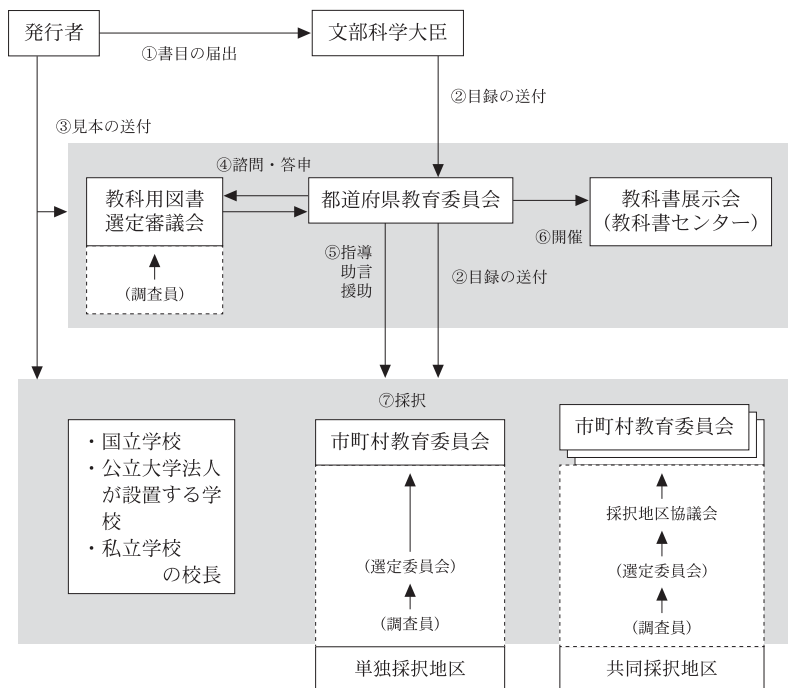 発行者
文部科学大臣
①書目の届出
②目録の送付
③見本の送付
④諮問・答申
教科用図書
選定審議会
都道府県教育委員会
教科書展示会
（教科書センター）
⑥開催
⑤指導
助言
援助
②目録の送付
（調査員）
⑦採択
・国立学校
・公立大学法人
が設置する学
校
・私立学校
の校長
市町村教育委員会
（選定委員会）
（調査員）
単独採択地区
市町村教育委員会
採択地区協議会
（選定委員会）
（調査員）
共同採択地区